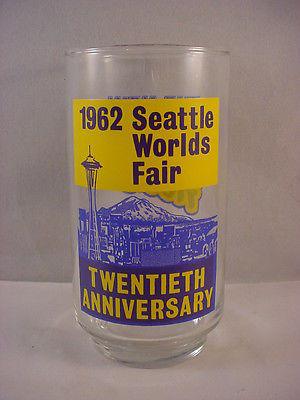 1962 Seattle
Worlds
Fair
TWENTIETH
ANNIVERSARY